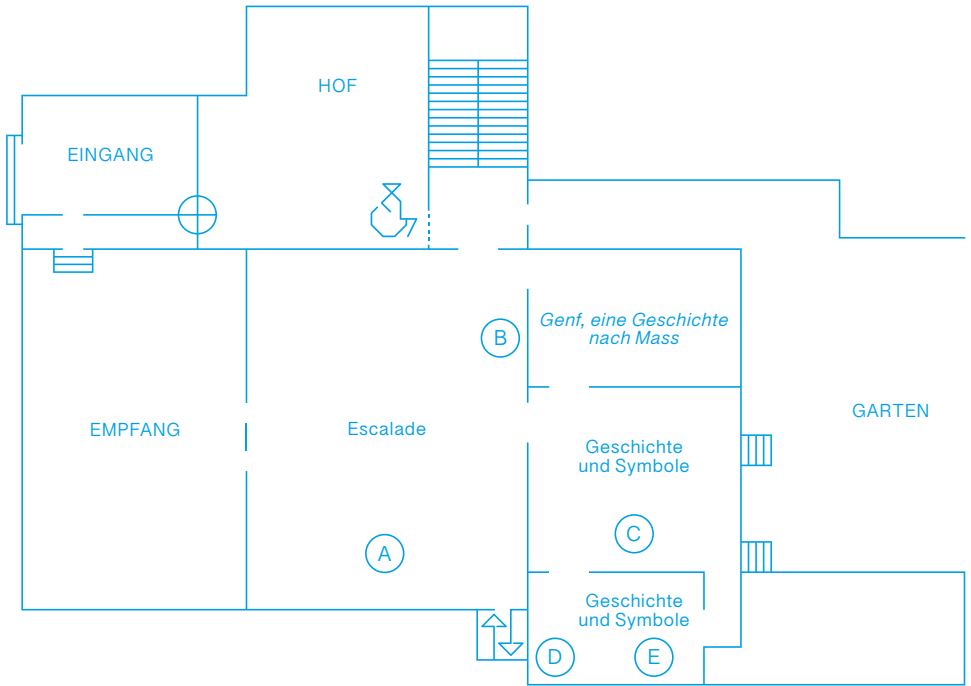 HOF
EINGANG
Genf, eine Geschichte
nach Mass
B
GARTEN
EMPFANG
Escalade
Geschichte
und Symbole
C
A
Geschichte
und Symbole
D
E